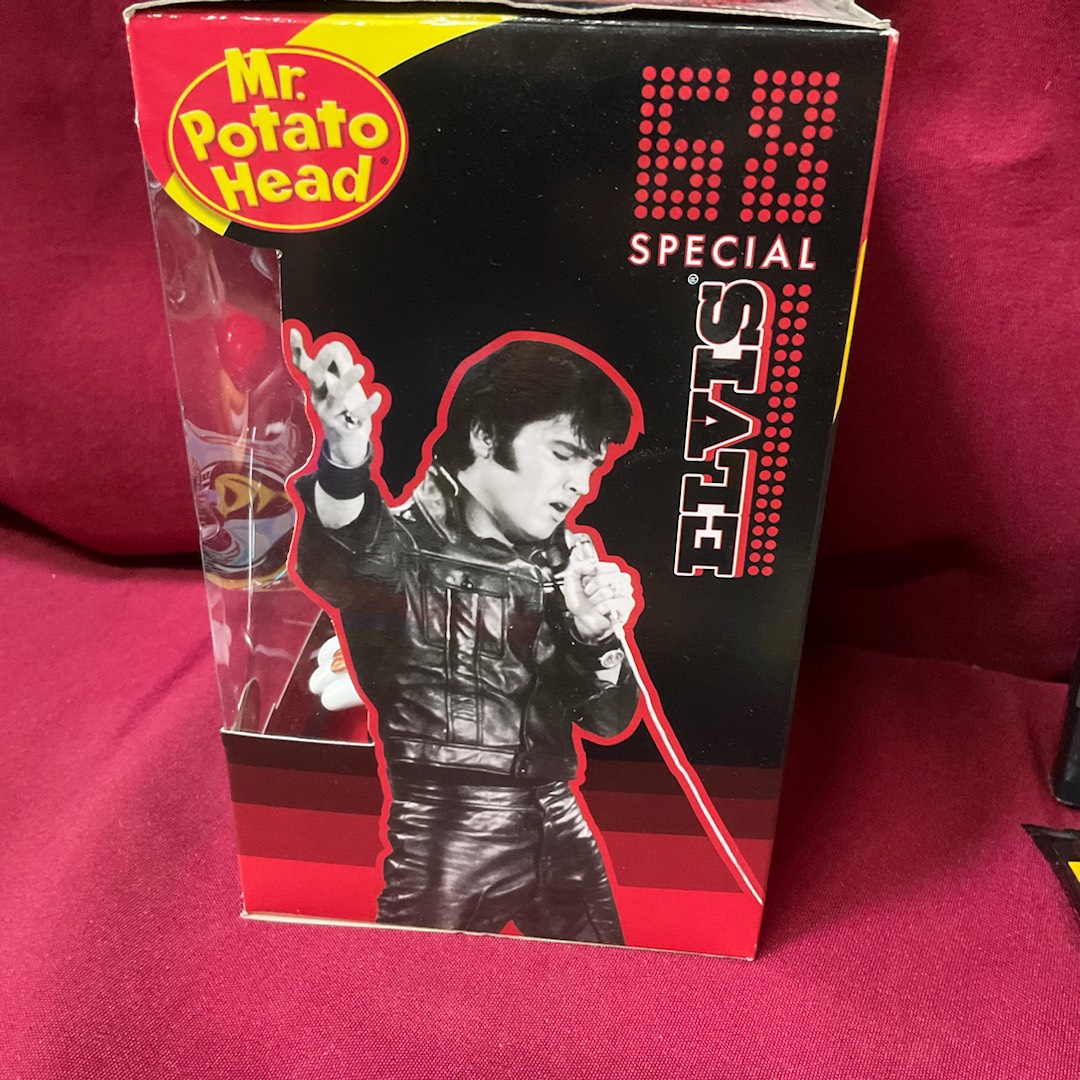 Mr.
Potato
Head®
68
SPECIAL
ELVIS®